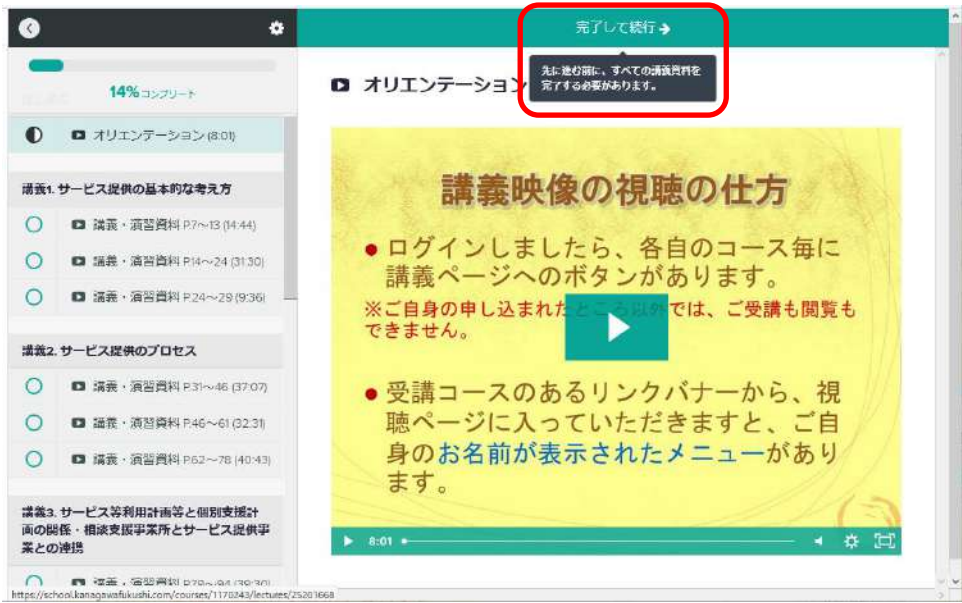 完了して続行
先に進む前に、すべての講義資料を
完了する必要があります。
14% コンプリート
オリエンテーション (8:01)
講義1. サービス提供の基本的な考え方
講義・演習資料 P.7～13 (14:44)
講義・演習資料 P.14～24 (31:30)
講義・演習資料 P.24～29 (9:36)
講義2. サービス提供のプロセス
講義・演習資料 P.31～46 (37:07)
講義・演習資料 P.46～61 (32:31)
講義・演習資料 P.62～78 (40:43)
講義3. サービス等利用計画等と個別支援計
画の関係・相談支援事業所とサービス提供事
業との連携
講義・演習資料 P.79～94 (39:30)
https://school.kanagawafukushi.com/courses/1170243/lectures/25201668
オリエンテーション
講義映像の視聴の仕方
●ログインしましたら、各自のコース毎に
講義ページへのボタンがあります。
※ご自身の申し込まれたところ以外では、ご受講も閲覧も
できません。
●受講コースのあるリンクバナーから、視
聴ページに入っていただきますと、ご自
身のお名前が表示されたメニューがあり
ます。
8:01